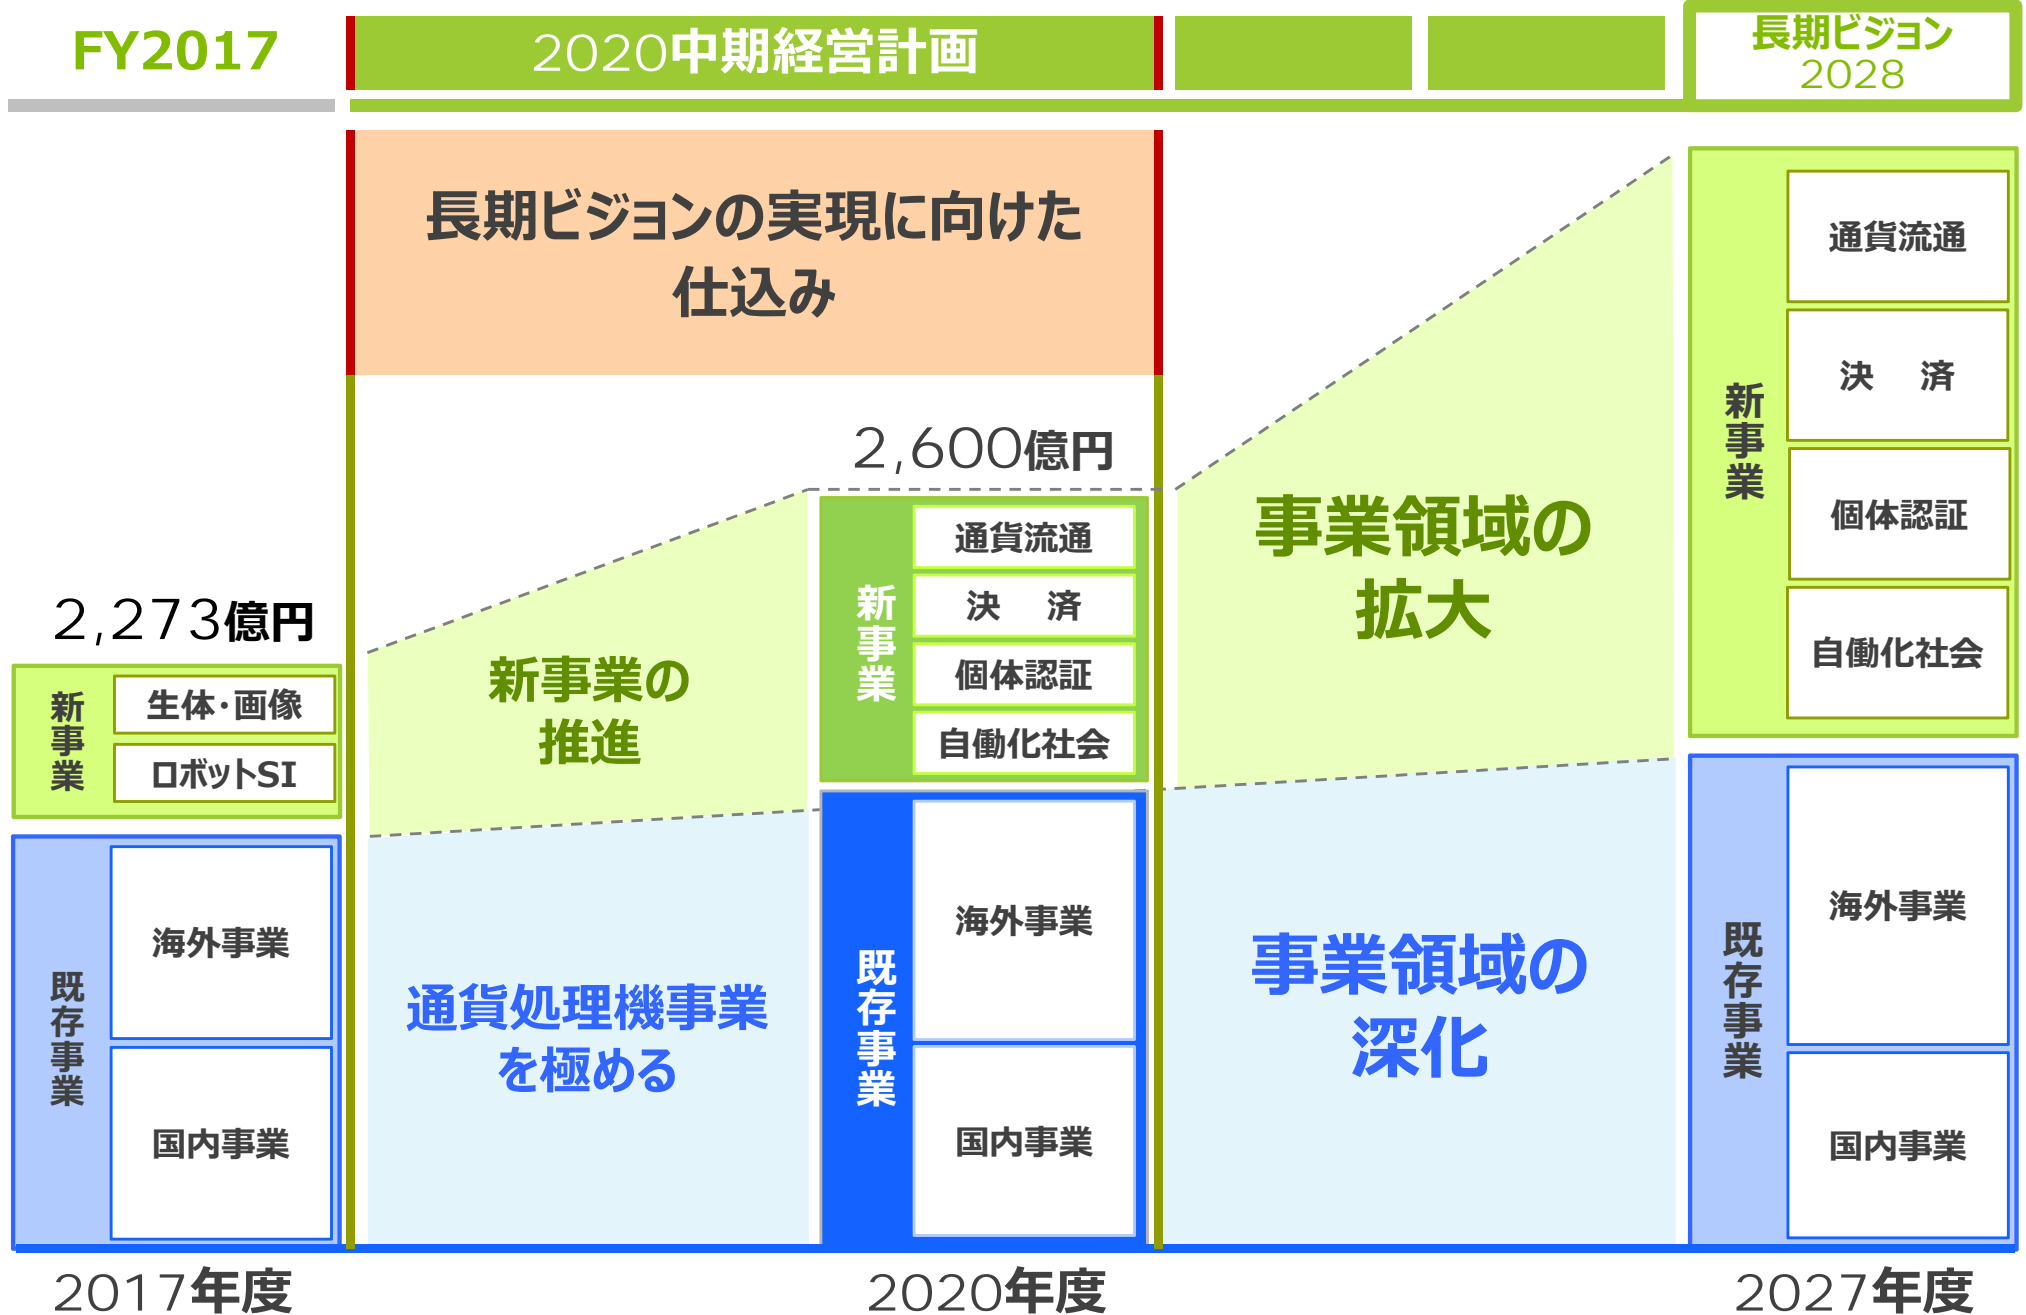 FY2017
2020中期経営計画
長期ビジョン
2028
長期ビジョンの実現に向けた
仕込み
2,273億円
新事業
生体・画像
ロボットSI
既存事業
海外事業
国内事業
新事業の
推進
通貨処理機事業
を極める
2,600億円
新事業
通貨流通
決　済
個体認証
自働化社会
既存事業
海外事業
国内事業
事業領域の
拡大
事業領域の
深化
新事業
通貨流通
決　済
個体認証
自働化社会
既存事業
海外事業
国内事業
2017年度
2020年度
2027年度